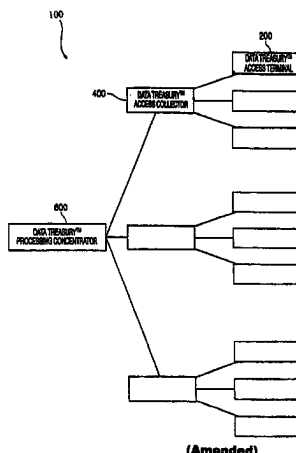 100
200
DATA TREASURY™
ACCESS TERMINAL
400
DATA TREASURY™
ACCESS COLLECTOR
600
DATA TREASURY™
PROCESSING CONCENTRATOR
(Amended)